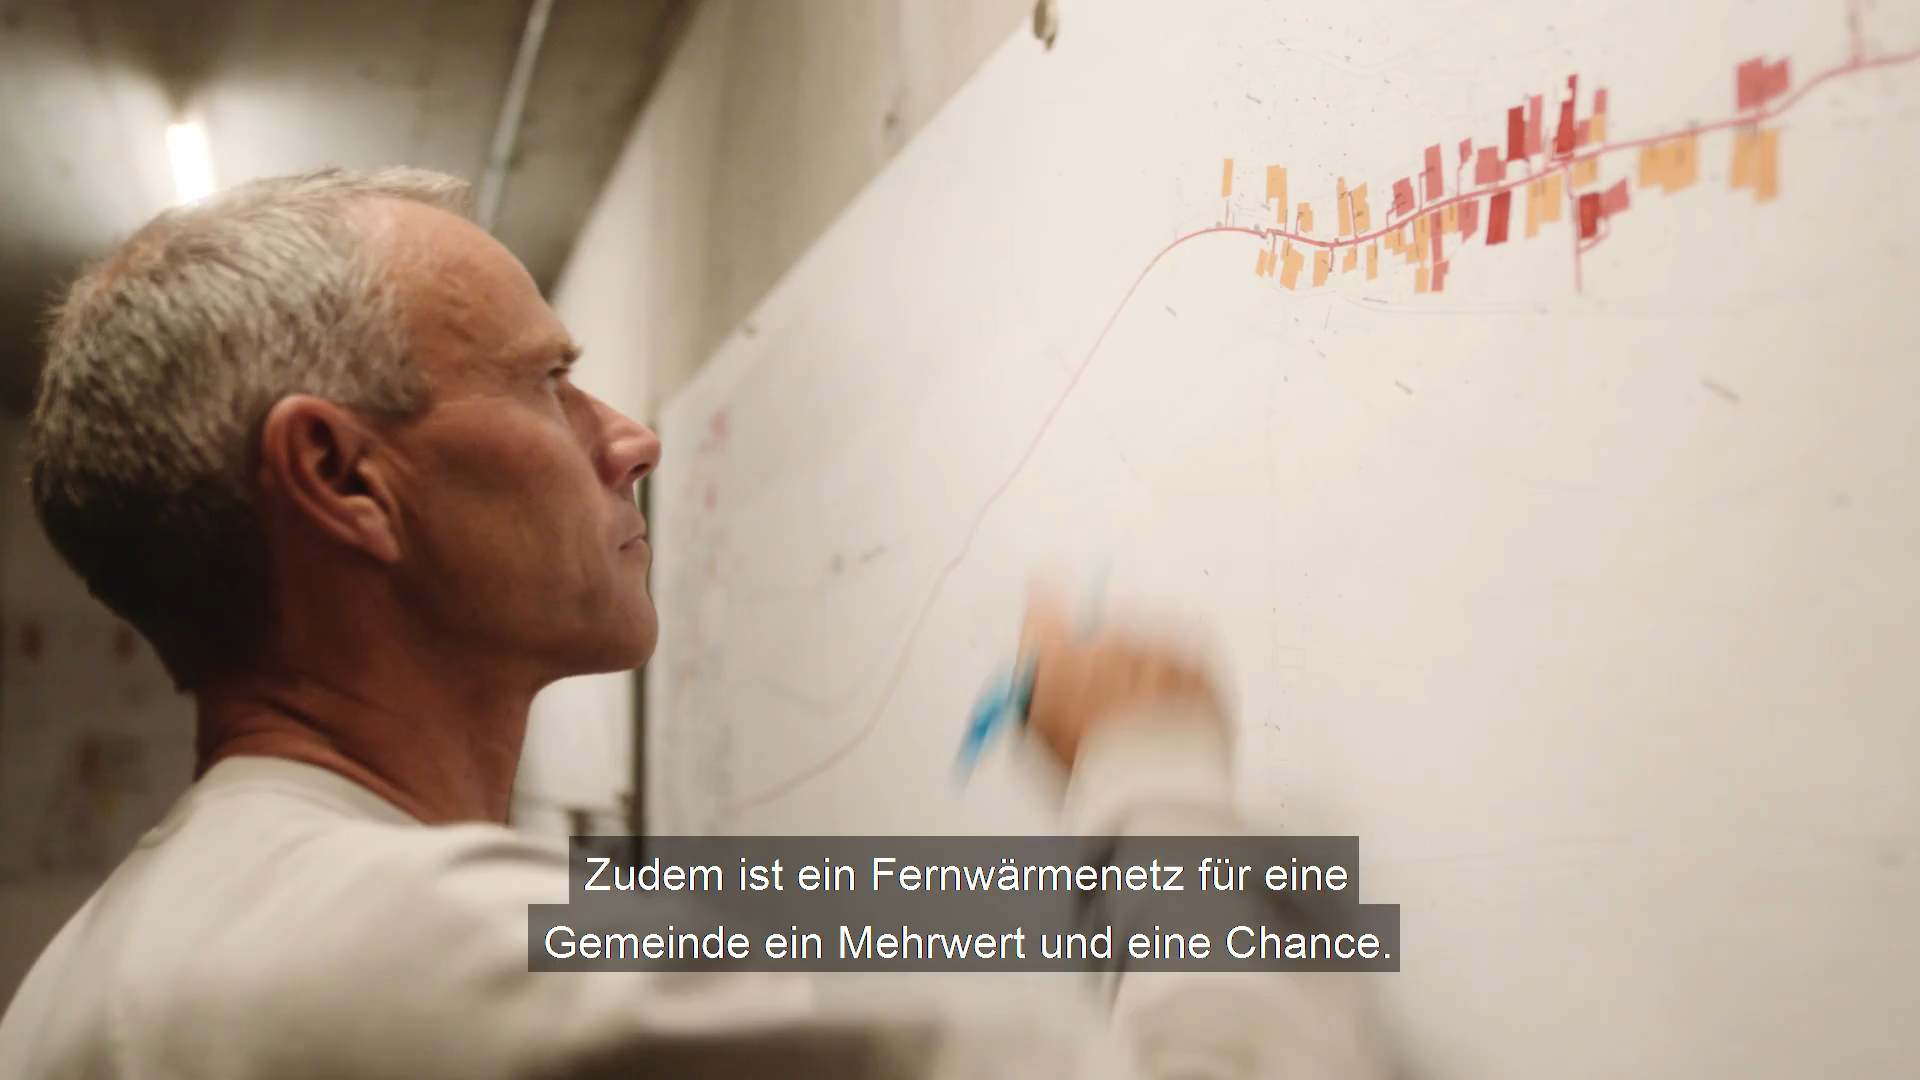 Zudem ist ein Fernwärmenetz für eine
Gemeinde ein Mehrwert und eine Chance.